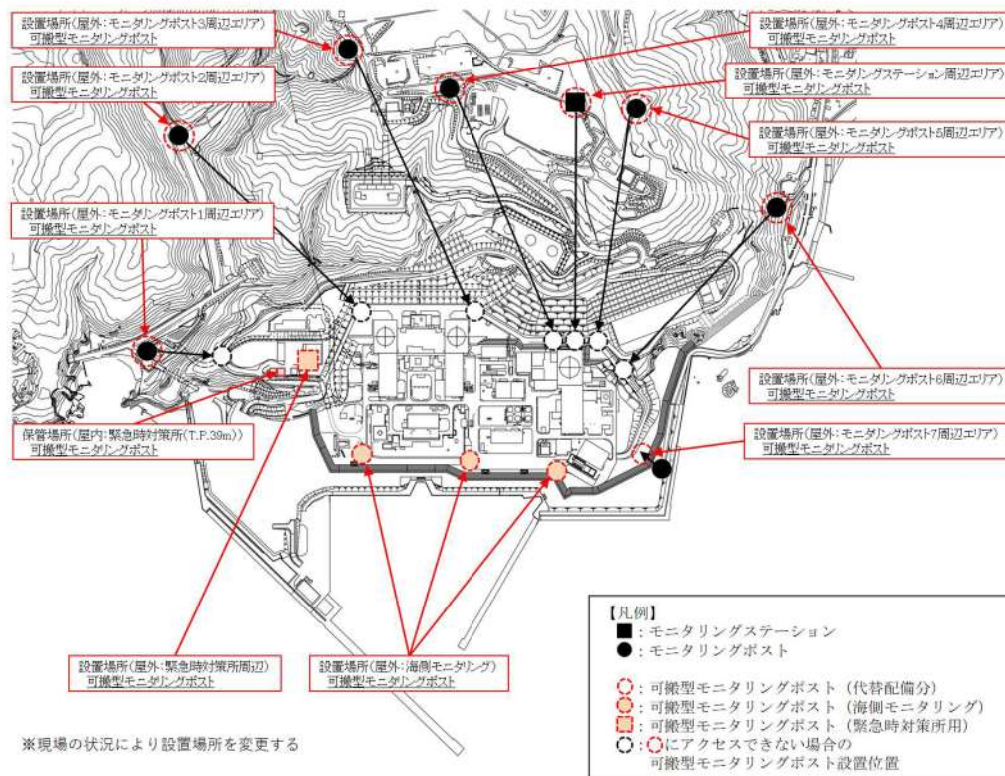 設置場所(屋外:モニタリングポスト3周辺エリア)
可搬型モニタリングポスト
設置場所(屋外:モニタリングポスト4周辺エリア)
可搬型モニタリングポスト
設置場所(屋外:モニタリングポスト2周辺エリア)
可搬型モニタリングポスト
設置場所(屋外:モニタリングステーション周辺エリア)
可搬型モニタリングポスト
設置場所(屋外:モニタリングポスト5周辺エリア)
可搬型モニタリングポスト
設置場所(屋外:モニタリングポスト1周辺エリア)
可搬型モニタリングポスト
設置場所(屋外:モニタリングポスト6周辺エリア)
可搬型モニタリングポスト
保管場所(屋内:緊急時対策所(T.P.39m))
可搬型モニタリングポスト
設置場所(屋外:モニタリングポスト7周辺エリア)
可搬型モニタリングポスト
設置場所(屋外:緊急時対策所周辺)
可搬型モニタリングポスト
設置場所(屋外:海側モニタリング)
可搬型モニタリングポスト
【凡例】
■:モニタリングステーション
●:モニタリングポスト
◌:可搬型モニタリングポスト(代替配備分)
:可搬型モニタリングポスト(海側モニタリング)
:可搬型モニタリングポスト(緊急時対策所用)
◌:◌にアクセスできない場合の
可搬型モニタリングポスト設置位置
※現場の状況により設置場所を変更する